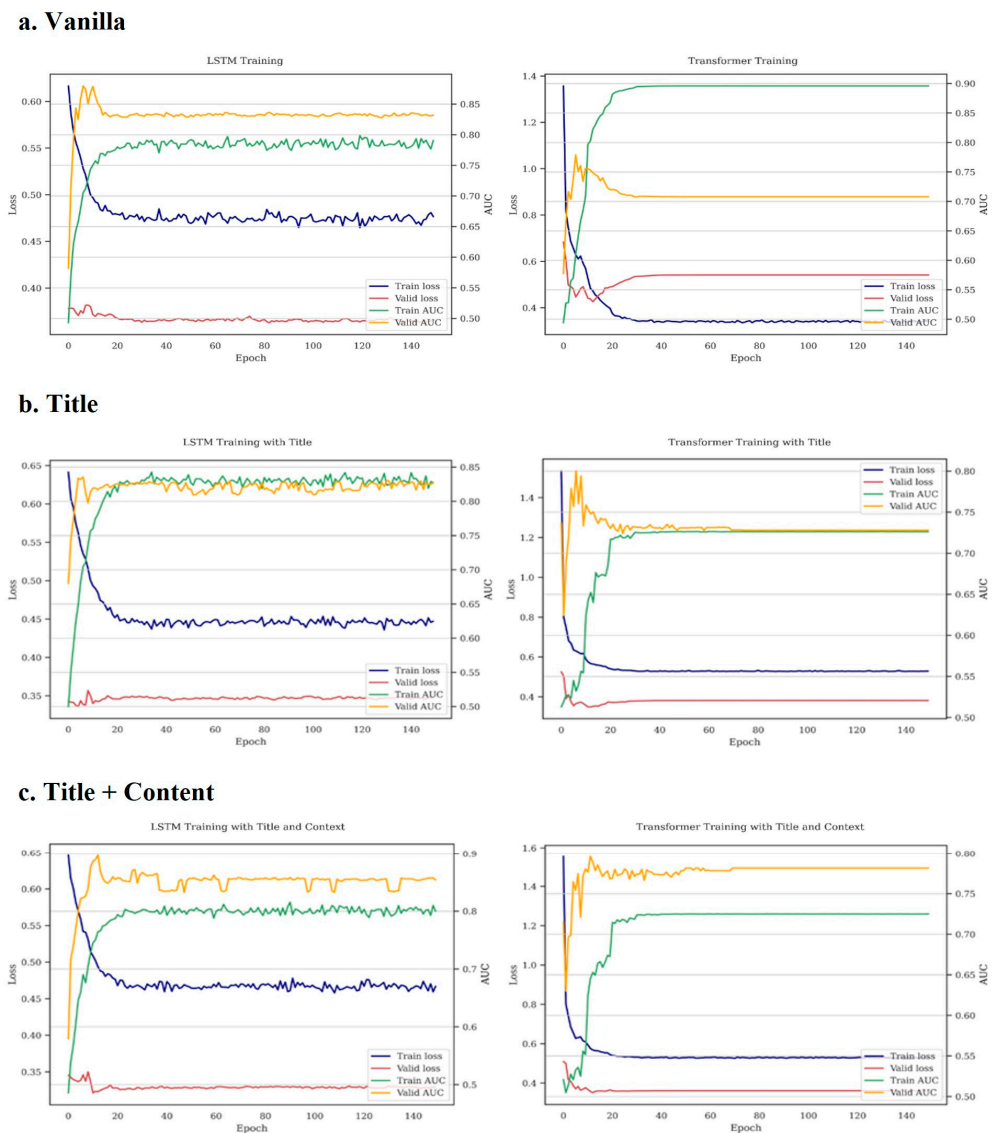 a. Vanilla
LSTM Training
Transformer Training
0.60
0.55
0.50
0.45
0.40
Loss
0.85
0.80
0.75
0.70
0.65
0.60
0.55
0.50
AUC
0 20 40 60 80 100 120 140
Epoch
Train loss
Valid loss
Train AUC
Valid AUC
1.4
1.2
1.0
0.8
0.6
0.4
Loss
0.90
0.85
0.80
0.75
0.70
0.65
0.60
0.55
0.50
AUC
0 20 40 60 80 100 120 140
Epoch
Train loss
Valid loss
Train AUC
Valid AUC
b. Title
LSTM Training with Title
Transformer Training with Title
0.65
0.60
0.55
0.50
0.45
0.40
0.35
Loss
0.85
0.80
0.75
0.70
0.65
0.60
0.55
0.50
AUC
0 20 40 60 80 100 120 140
Epoch
Train loss
Valid loss
Train AUC
Valid AUC
1.4
1.2
1.0
0.8
0.6
0.4
Loss
0.80
0.75
0.70
0.65
0.60
0.55
0.50
AUC
0 20 40 60 80 100 120 140
Epoch
Train loss
Valid loss
Train AUC
Valid AUC
c. Title + Content
LSTM Training with Title and Context
Transformer Training with Title and Context
0.65
0.60
0.55
0.50
0.45
0.40
0.35
Loss
0.9
0.8
0.7
0.6
0.5
AUC
0 20 40 60 80 100 120 140
Epoch
Train loss
Valid loss
Train AUC
Valid AUC
1.6
1.4
1.2
1.0
0.8
0.6
0.4
Loss
0.80
0.75
0.70
0.65
0.60
0.55
0.50
AUC
0 20 40 60 80 100 120 140
Epoch
Train loss
Valid loss
Train AUC
Valid AUC